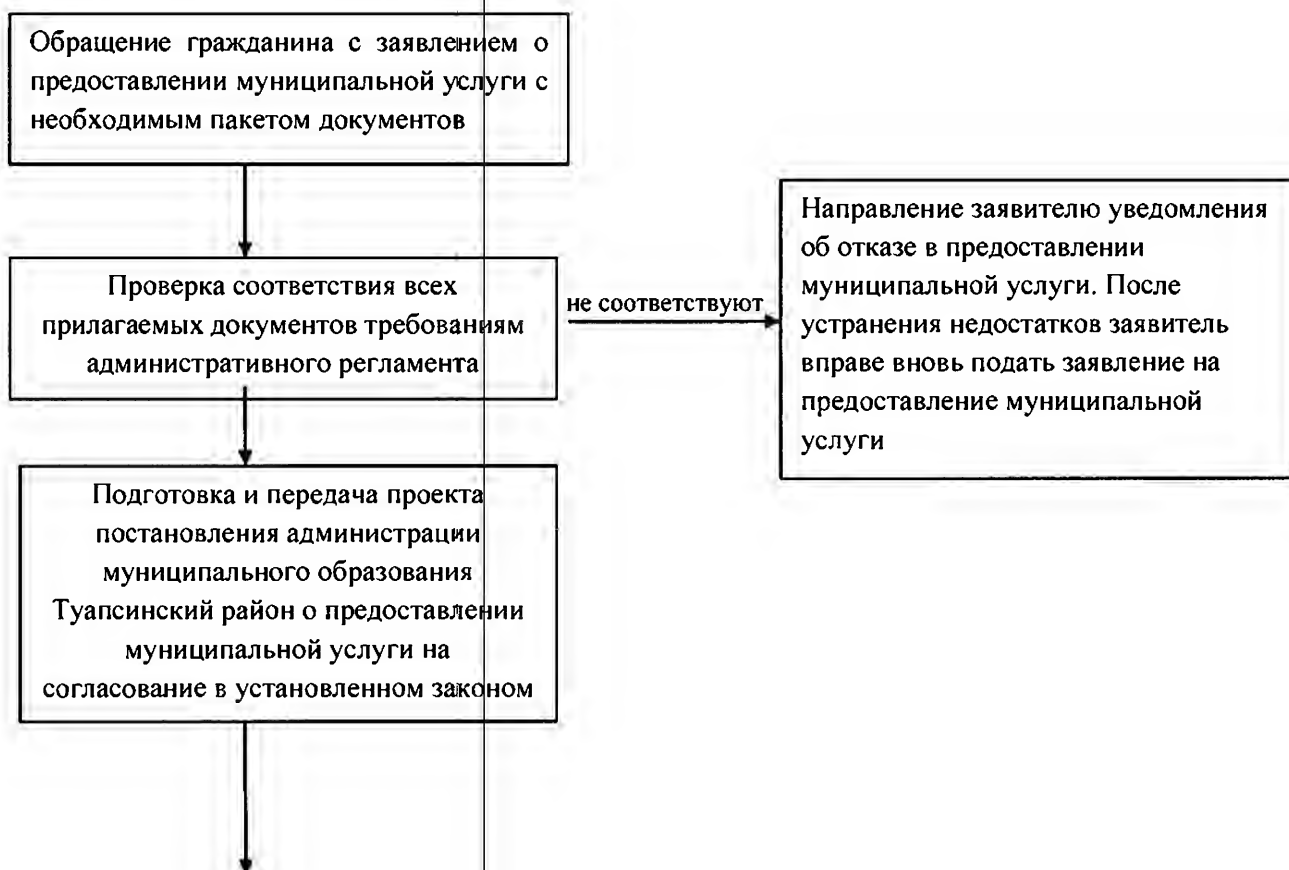 Обращение гражданина с заявлением о
предоставлении муниципальной услуги с
необходимым пакетом документов
Проверка соответствия всех
прилагаемых документов требованиям
административного регламента
не соответствуют
Направление заявителю уведомления
об отказе в предоставлении
муниципальной услуги. После
устранения недостатков заявитель
вправе вновь подать заявление на
предоставление муниципальной
услуги
Подготовка и передача проекта
постановления администрации
муниципального образования
Туапсинский район о предоставлении
муниципальной услуги на
согласование в установленном законом